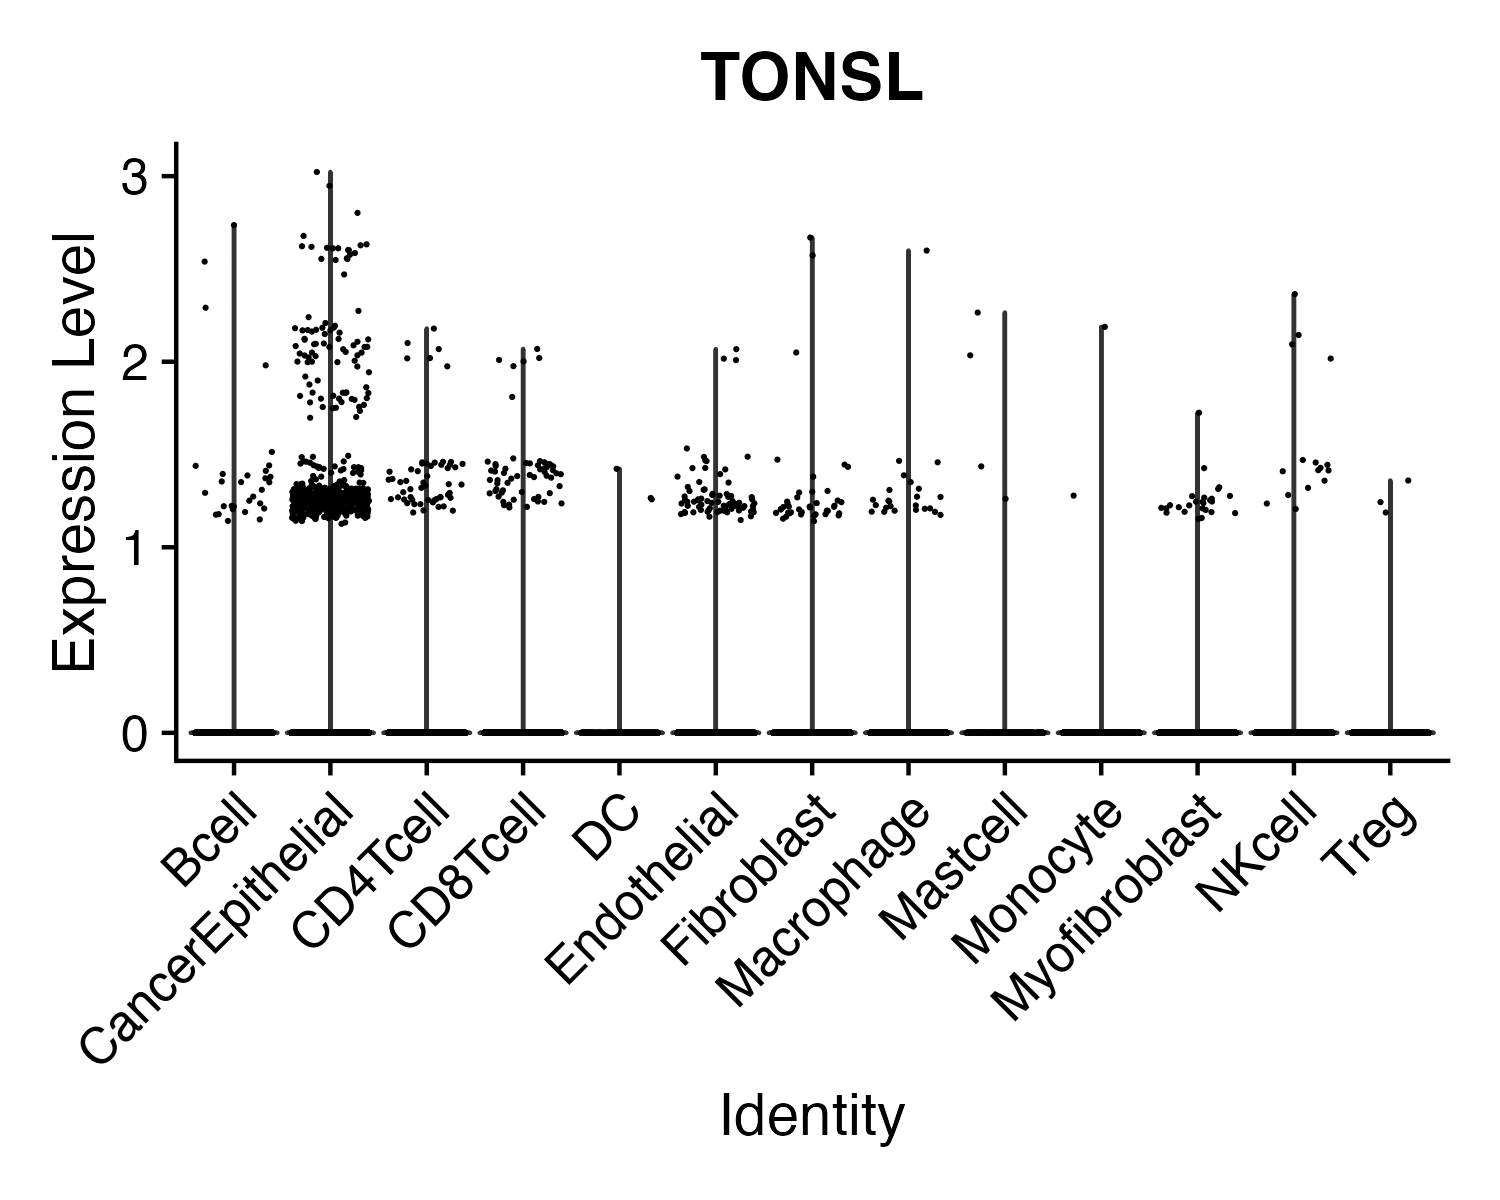 TONSL
Expression Level
3
2
1
0
Bcell
CancerEpithelial
CD4Tcell
CD8Tcell
DC
Endothelial
Fibroblast
Macrophage
Mastcell
Monocyte
Myofibroblast
NKcell
Treg
Identity